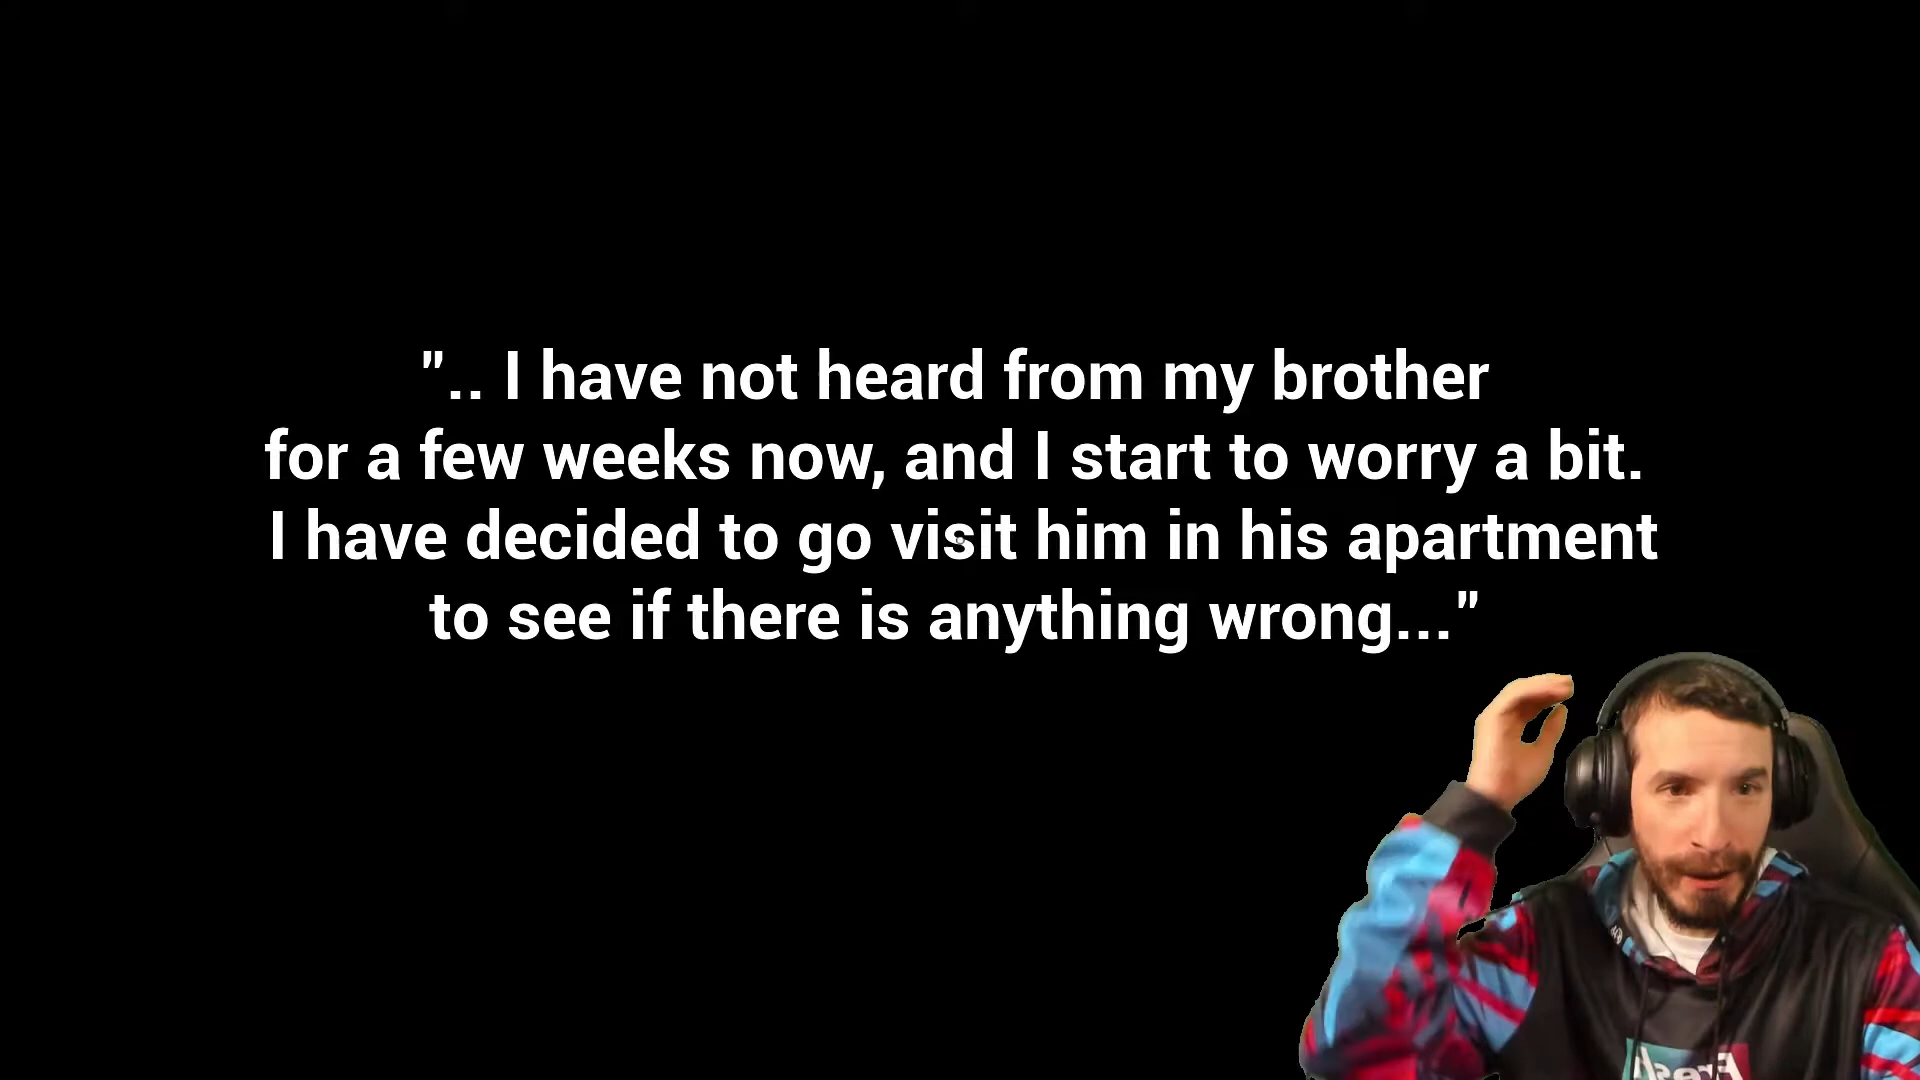 ".. I have not heard from my brother
for a few weeks now, and I start to worry a bit.
I have decided to go visit him in his apartment
to see if there is anything wrong..."